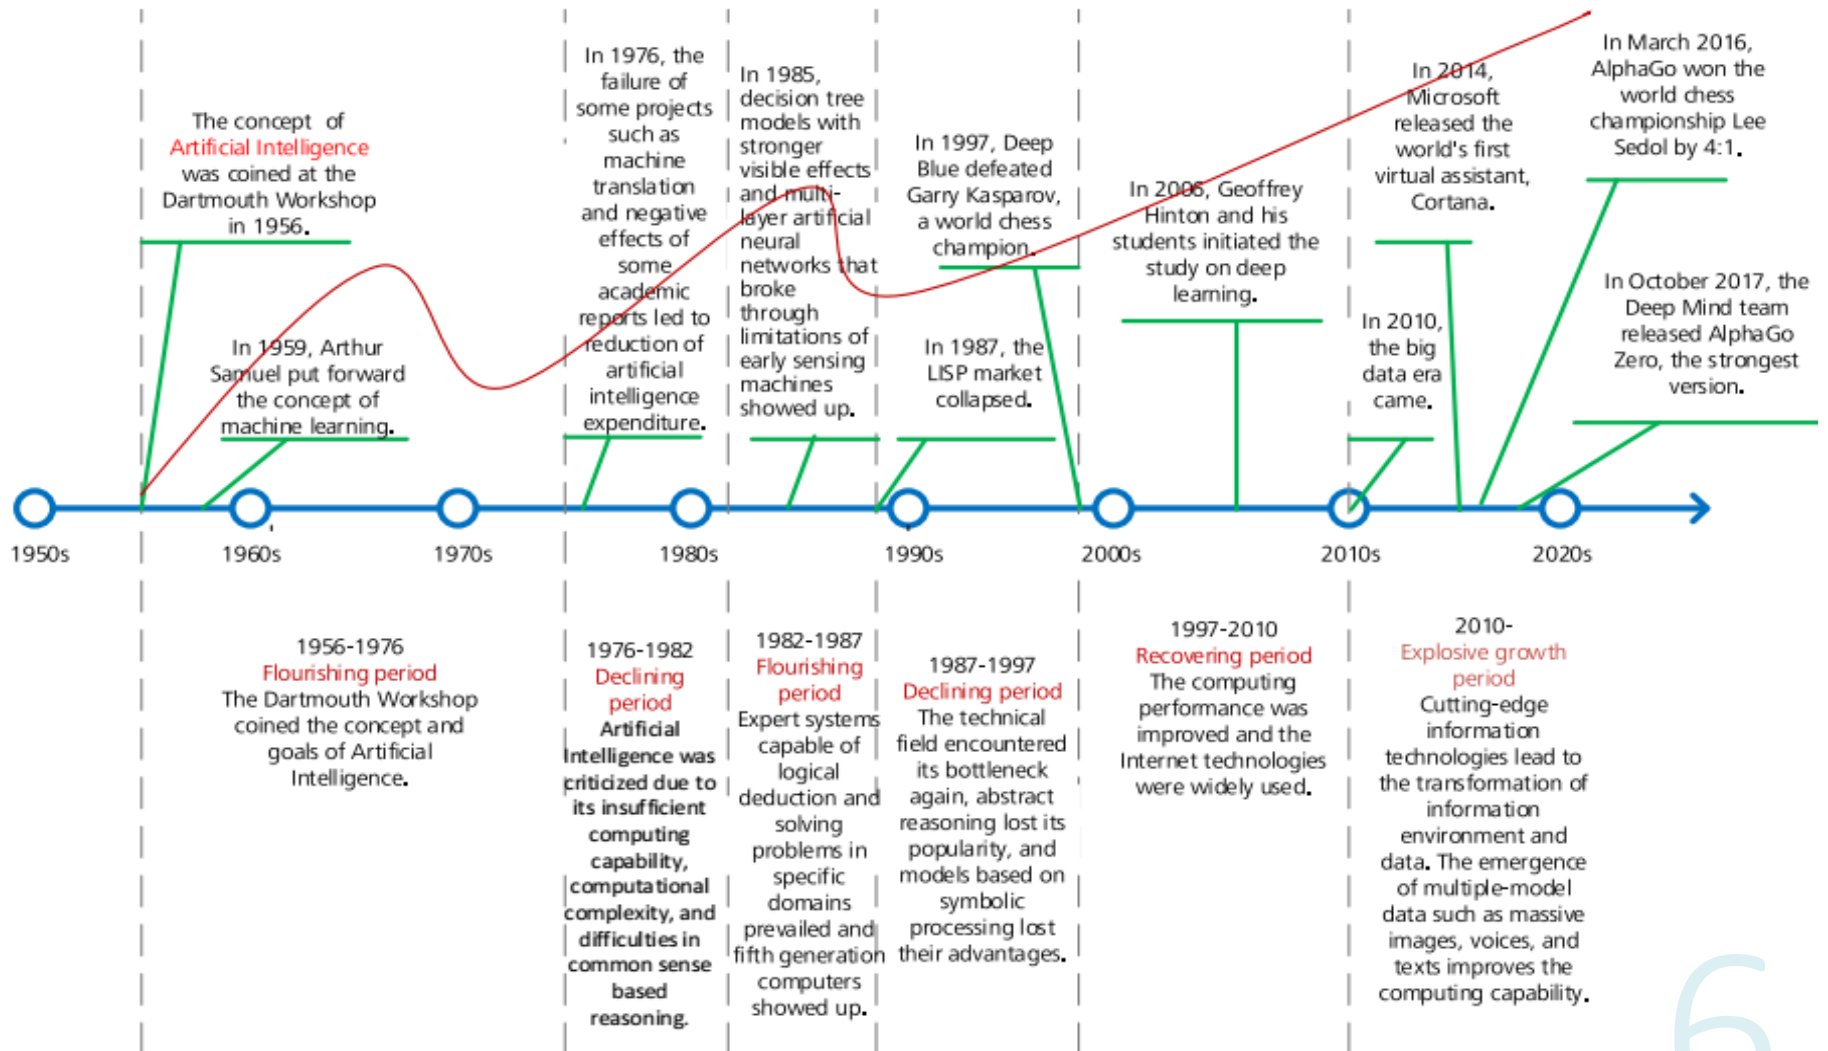 The concept of
Artificial Intelligence
was coined at the
Dartmouth Workshop
in 1956.
In 1959, Arthur
Samuel put forward
the concept of
machine learning.
In 1976, the
failure of
some projects
such as
machine
translation
and negative
effects of
some
academic
reports led to
reduction of
artificial
intelligence
expenditure.
In 1985,
decision tree
models with
stronger
visible effects
and multi-
layer artificial
neural
networks that
broke
through
limitations of
early sensing
machines
showed up.
In 1997, Deep
Blue defeated
Garry Kasparov,
a world chess
champion.
In 1987, the
LISP market
collapsed.
In 2006, Geoffrey
Hinton and his
students initiated the
study on deep
learning.
In 2014,
Microsoft
released the
world's first
virtual assistant,
Cortana.
In 2010,
the big
data era
came.
In March 2016,
AlphaGo won the
world chess
championship Lee
Sedol by 4:1.
In October 2017, the
Deep Mind team
released AlphaGo
Zero, the strongest
version.
1950s
1960s
1970s
1980s
1990s
2000s
2010s
2020s
1956-1976
Flourishing period
The Dartmouth Workshop
coined the concept and
goals of Artificial
Intelligence.
1976-1982
Declining
period
Artificial
Intelligence was
criticized due to
its insufficient
computing
capability,
computational
complexity, and
difficulties in
common sense
based
reasoning.
1982-1987
Flourishing
period
Expert systems
capable of
logical
deduction and
solving
problems in
specific
domains
prevailed and
fifth generation
computers
showed up.
1987-1997
Declining period
The technical
field encountered
its bottleneck
again, abstract
reasoning lost its
popularity, and
models based on
symbolic
processing lost
their advantages.
1997-2010
Recovering period
The computing
performance was
improved and the
Internet technologies
were widely used.
2010-
Explosive growth
period
Cutting-edge
information
technologies lead to
the transformation of
information
environment and
data. The emergence
of multiple-model
data such as massive
images, voices, and
texts improves the
computing capability.
6